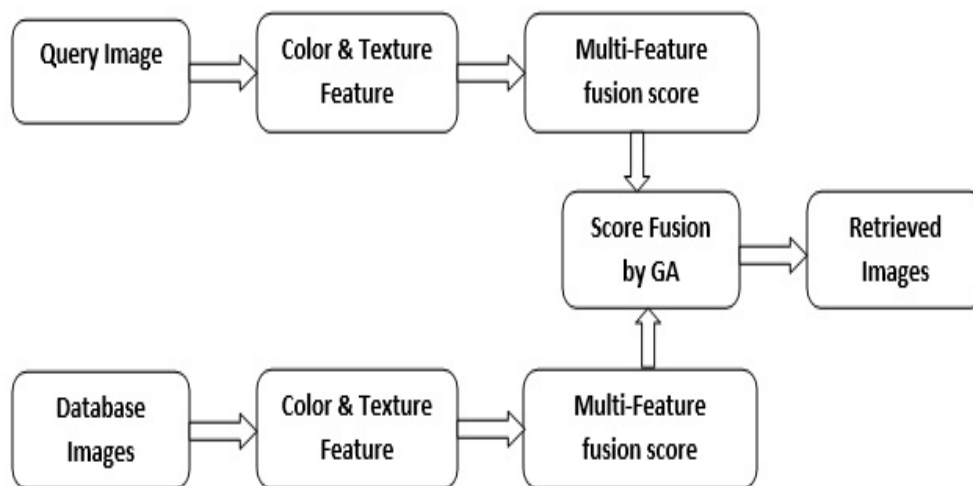 Query Image
Color & Texture
Feature
Multi-Feature
fusion score
Score Fusion
by GA
Retrieved
Images
Database
Images
Color & Texture
Feature
Multi-Feature
fusion score